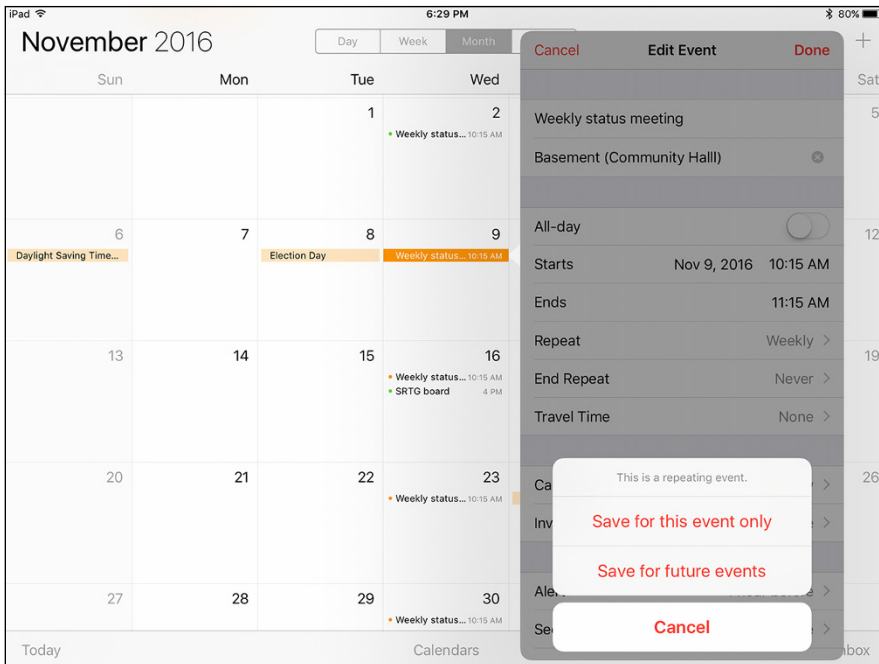 iPad 6:29 PM 80%
November 2016
Day Week Month
Cancel Edit Event Done
Sun Mon Tue Wed Sat
1 2 5
Weekly status... 10:15 AM
6 7 8 9 12
Daylight Saving Time... Election Day Weekly status... 10:15 AM
13 14 15 16 19
Weekly status... 10:15 AM
SRTG board 4 PM
20 21 22 23 26
Weekly status... 10:15 AM
27 28 29 30
Weekly status... 10:15 AM
Today Calendars
Weekly status meeting
Basement (Community Halll)
All-day
Starts Nov 9, 2016 10:15 AM
Ends 11:15 AM
Repeat Weekly >
End Repeat Never >
Travel Time None >
This is a repeating event.
Save for this event only
Save for future events
Cancel